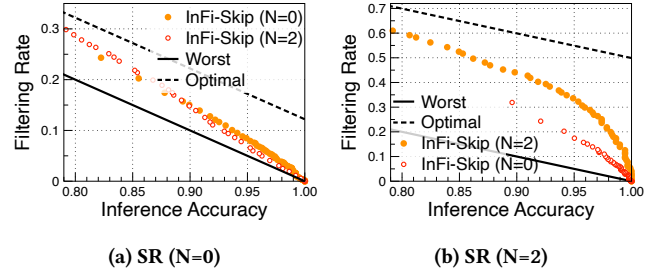 InFi-Skip (N=0)
InFi-Skip (N=2)
Worst
Optimal
Filtering Rate
0.3
0.2
0.1
0
0.80 0.85 0.90 0.95 1.00
Inference Accuracy
(a) SR (N=0)
Filtering Rate
0.7
0.6
0.5
0.4
0.3
0.2
0.1
0
Worst
Optimal
InFi-Skip (N=2)
InFi-Skip (N=0)
0.80 0.85 0.90 0.95 1.00
Inference Accuracy
(b) SR (N=2)